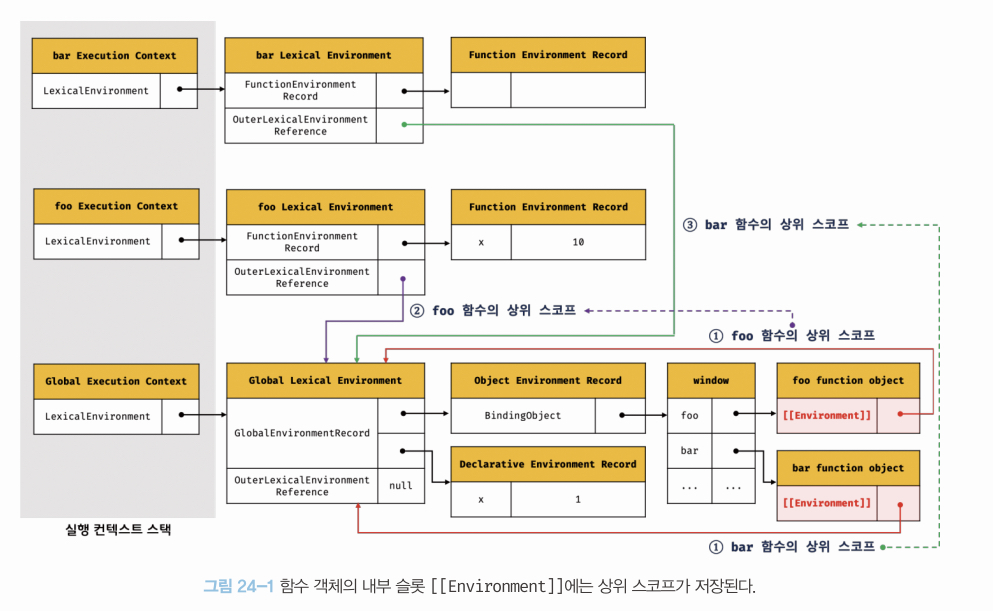 bar Execution Context
LexicalEnvironment
bar Lexical Environment
FunctionEnvironment
Record
OuterLexicalEnvironment
Reference
Function Environment Record
foo Execution Context
LexicalEnvironment
foo Lexical Environment
FunctionEnvironment
Record
OuterLexicalEnvironment
Reference
Function Environment Record
x 10
③ bar 함수의 상위 스코프
② foo 함수의 상위 스코프
① foo 함수의 상위 스코프
Global Execution Context
LexicalEnvironment
Global Lexical Environment
GlobalEnvironmentRecord
OuterLexicalEnvironment
Reference
null
Object Environment Record
BindingObject
Declarative Environment Record
x 1
window
foo
bar
... ...
foo function object
[[Environment]]
bar function object
[[Environment]]
① bar 함수의 상위 스코프
실행 컨텍스트 스택
그림 24-1 함수 객체의 내부 슬롯 [[Environment]]에는 상위 스코프가 저장된다.